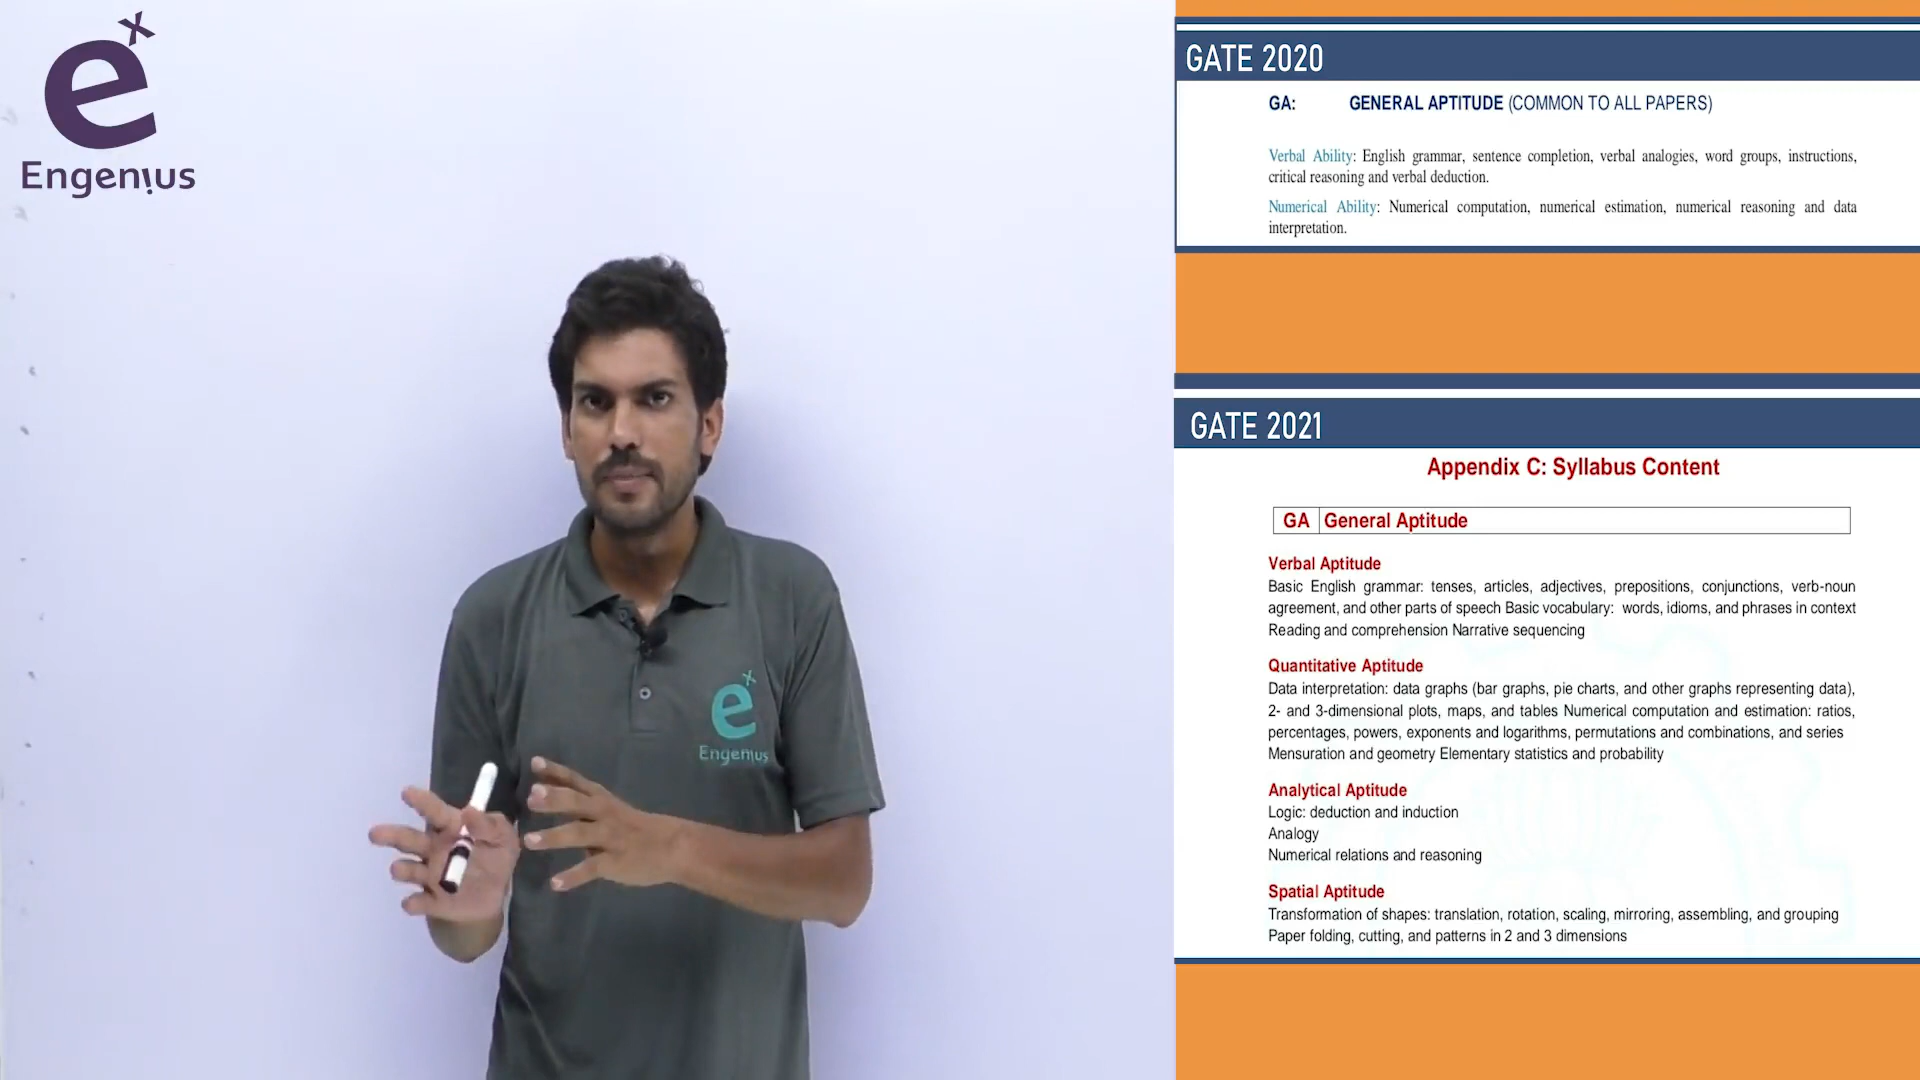 ex
Engenius
ex
Engenius
GATE 2020
GA: GENERAL APTITUDE (COMMON TO ALL PAPERS)
Verbal Ability: English grammar, sentence completion, verbal analogies, word groups, instructions,
critical reasoning and verbal deduction.
Numerical Ability: Numerical computation, numerical estimation, numerical reasoning and data
interpretation.
GATE 2021
Appendix C: Syllabus Content
GA General Aptitude
Verbal Aptitude
Basic English grammar: tenses, articles, adjectives, prepositions, conjunctions, verb-noun
agreement, and other parts of speech Basic vocabulary: words, idioms, and phrases in context
Reading and comprehension Narrative sequencing
Quantitative Aptitude
Data interpretation: data graphs (bar graphs, pie charts, and other graphs representing data),
2- and 3-dimensional plots, maps, and tables Numerical computation and estimation: ratios,
percentages, powers, exponents and logarithms, permutations and combinations, and series
Mensuration and geometry Elementary statistics and probability
Analytical Aptitude
Logic: deduction and induction
Analogy
Numerical relations and reasoning
Spatial Aptitude
Transformation of shapes: translation, rotation, scaling, mirroring, assembling, and grouping
Paper folding, cutting, and patterns in 2 and 3 dimensions